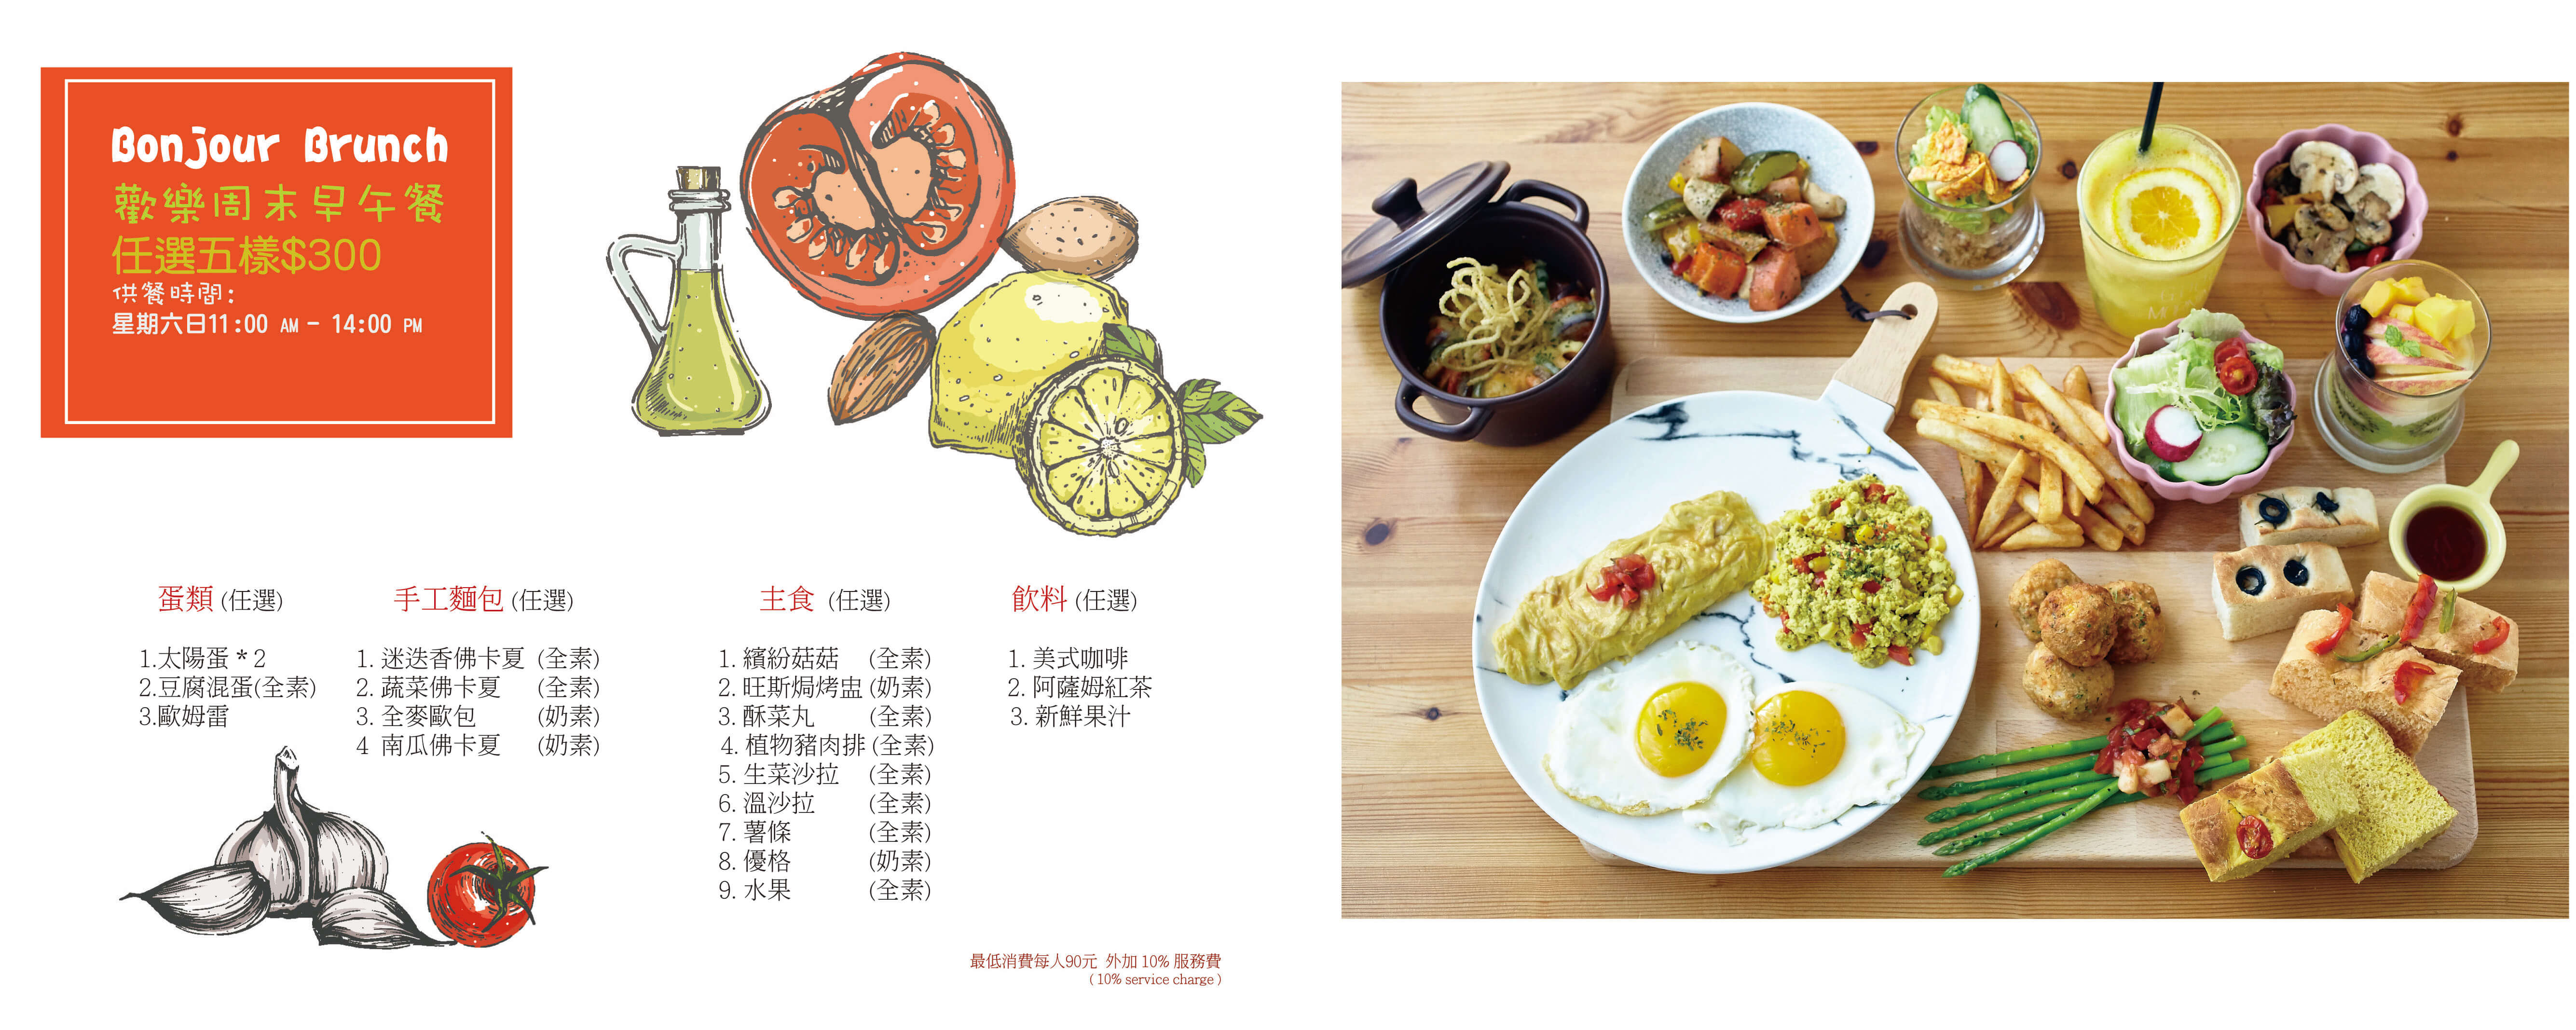 Bonjour Brunch
歡樂周末早午餐
任選五樣$300
供餐時間:
星期六日11:00 AM - 14:00 PM
蛋類 (任選)
1.太陽蛋 * 2
2.豆腐混蛋(全素)
3.歐姆雷
手工麵包 (任選)
1. 迷迭香佛卡夏 (全素)
2. 蔬菜佛卡夏 (全素)
3. 全麥歐包 (奶素)
4 南瓜佛卡夏 (奶素)
主食 (任選)
1. 繽紛菇菇 (全素)
2. 旺斯焗烤盅 (奶素)
3. 酥菜丸 (全素)
4. 植物豬肉排 (全素)
5. 生菜沙拉 (全素)
6. 溫沙拉 (全素)
7. 薯條 (全素)
8. 優格 (奶素)
9. 水果 (全素)
飲料 (任選)
1. 美式咖啡
2. 阿薩姆紅茶
3. 新鮮果汁
最低消費每人90元 外加 10% 服務費
( 10% service charge )